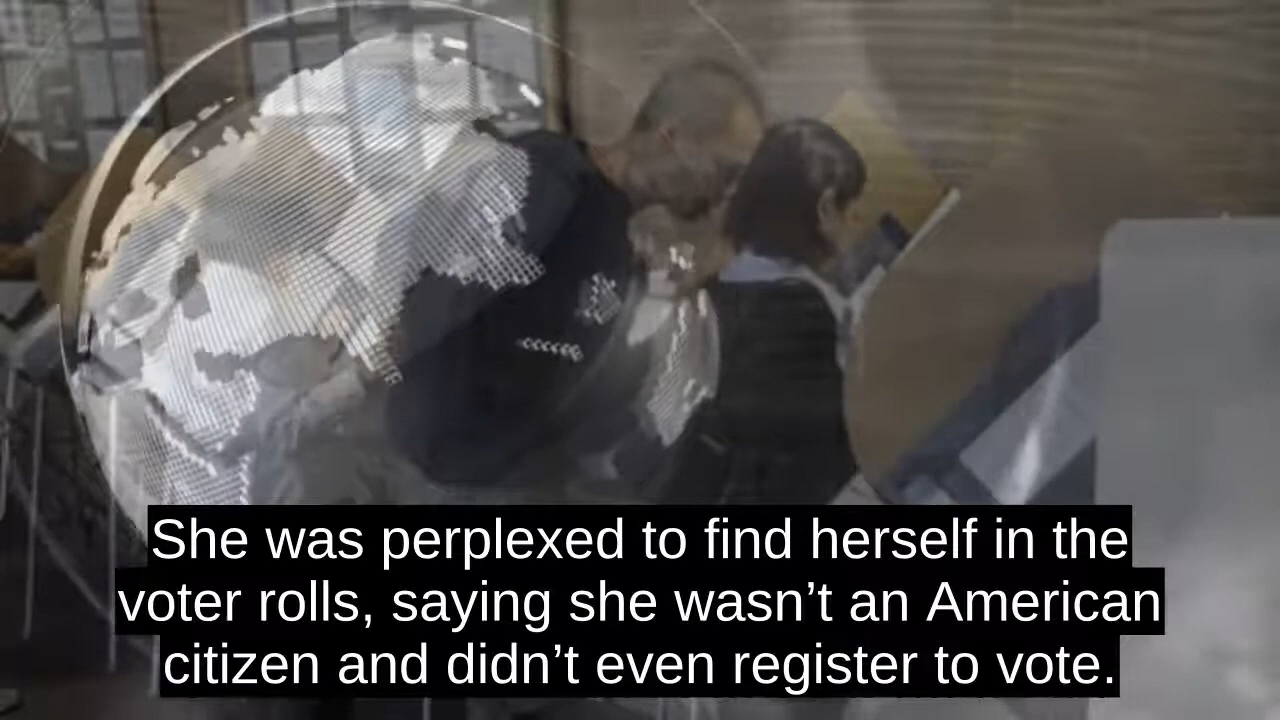 She was perplexed to find herself in the
voter rolls, saying she wasn’t an American
citizen and didn’t even register to vote.